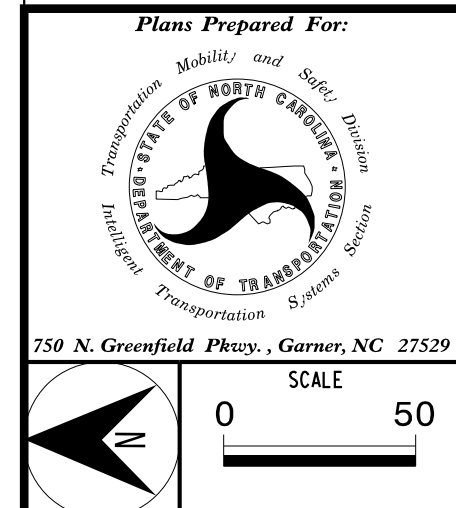 Plans Prepared For:
Transportation Mobility and Safety Division
STATE OF NORTH CAROLINA
DEPARTMENT OF TRANSPORTATION
Intelligent Transportation Systems Section
750 N. Greenfield Pkwy. , Garner, NC 27529
N
SCALE
0 50